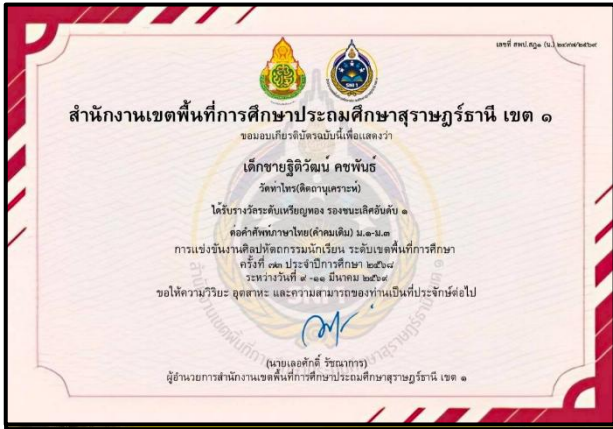 เลขที่ สพป.สฎ๑ (น.)
สำนักงานเขตพื้นที่การศึกษาประถมศึกษาสุราษฎร์ธานี เขต ๑
ขอมอบเกียรติบัตรฉบับนี้เพื่อแสดงว่า
เด็กชายฐิติวัฒน์ คชพันธ์
วัดท่าไทร(ดิตถานุเคราะห์)
ได้รับรางวัลระดับเหรียญทอง รองชนะเลิศอันดับ ๑
ต่อคำศัพท์ภาษาไทย(คำคมเดิม) ม.๑-ม.๓
การแข่งขันงานศิลปหัตถกรรมนักเรียน ระดับเขตพื้นที่การศึกษา
ครั้งที่ ๗๓ ประจำปีการศึกษา ๒๕๖๘
ระหว่างวันที่ ๙ -๑๑ มีนาคม ๒๕๖๙
ขอให้ความวิริยะ อุตสาหะ และความสามารถของท่านเป็นที่ประจักษ์ต่อไป
(นายเลอศักดิ์ รัชณาการ)
ผู้อำนวยการสำนักงานเขตพื้นที่การศึกษาประถมศึกษาสุราษฎร์ธานี เขต ๑